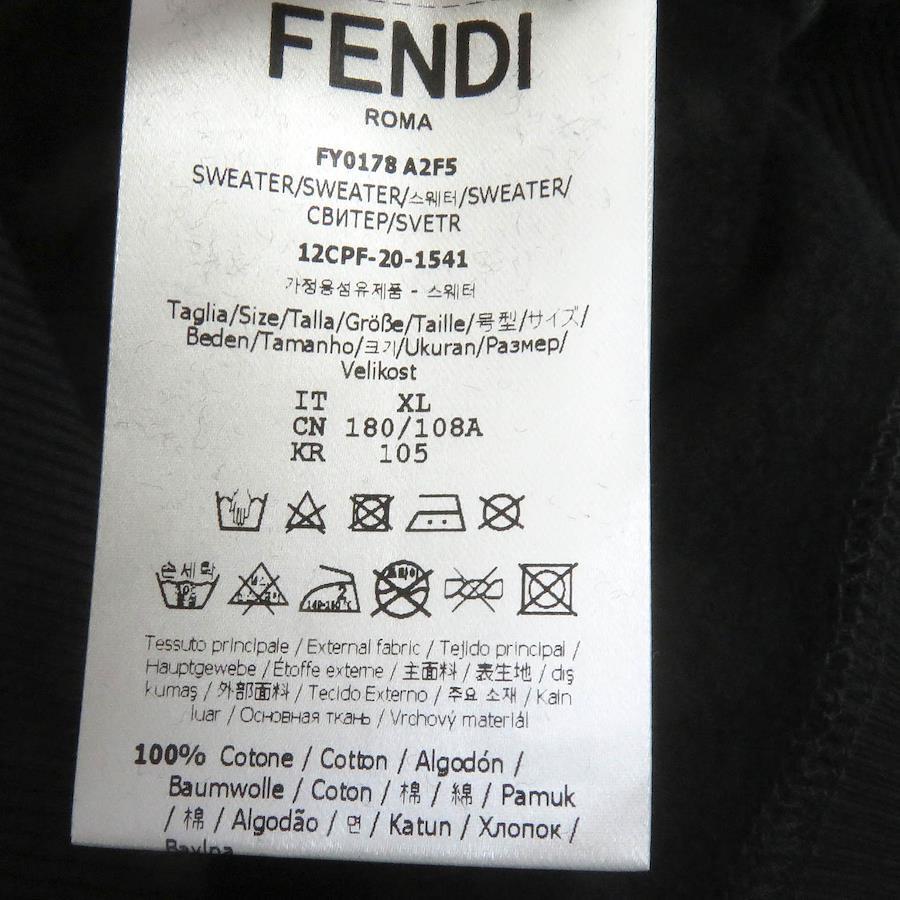 FENDI
ROMA
FY0178 A2F5
SWEATER/SWEATER/스웨터/SWEATER/
СВИТЕР/SVETR
12CPF-20-1541
가정용섬유제품 - 스웨터
Taglia/Size/Talla/Größe/Taille/号型/サイズ/
Beden/Tamanho/크기/Ukuran/Размер/
Velikost
IT XL
CN 180/108A
KR 105
손세탁
2
Tessuto principale / External fabric / Tejido principal /
Hauptgewebe / Étoffe externe / 主面料 / 表生地 / dış
kumaş / 外部面料 / Tecido Externo / 주요 소재 / Kain
luar / Основная ткань / Vrchový materiál
100% Cotone / Cotton / Algodón /
Baumwolle / Coton / 棉 / 綿 / Pamuk
/ 棉 / Algodão / 면 / Katun / Хлопок /
Bavlna